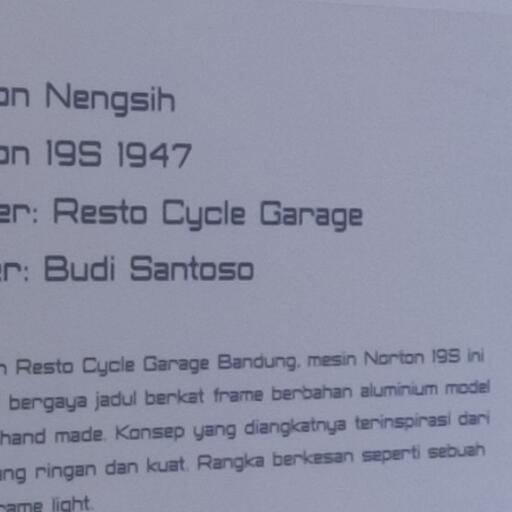 on Nengsih
on 19S 1947
er: Resto Cycle Garage
er: Budi Santoso
n Resto Cycle Garage Bandung, mesin Norton 19S ini
bergaya jadul berkat frame berbahan aluminium model
hand made. Konsep yang diangkatnya terinspirasi dari
ung ringan dan kuat. Rangka berkesan seperti sebuah
rame light.